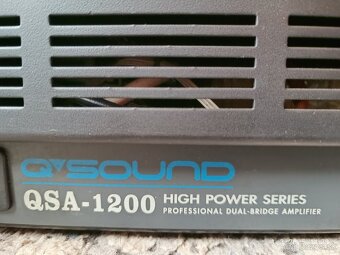 Q SOUND
QSA-1200 HIGH POWER SERIES
PROFESSIONAL DUAL-BRIDGE AMPLIFIER